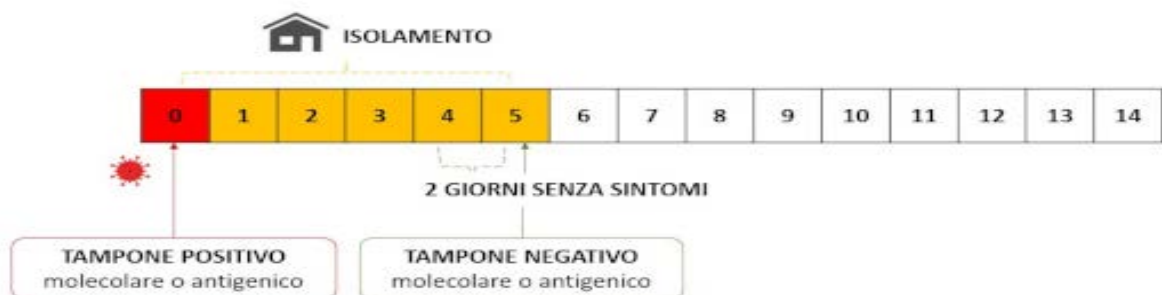 ISOLAMENTO
0 1 2 3 4 5 6 7 8 9 10 11 12 13 14
2 GIORNI SENZA SINTOMI
TAMPONE POSITIVO
molecolare o antigenico
TAMPONE NEGATIVO
molecolare o antigenico